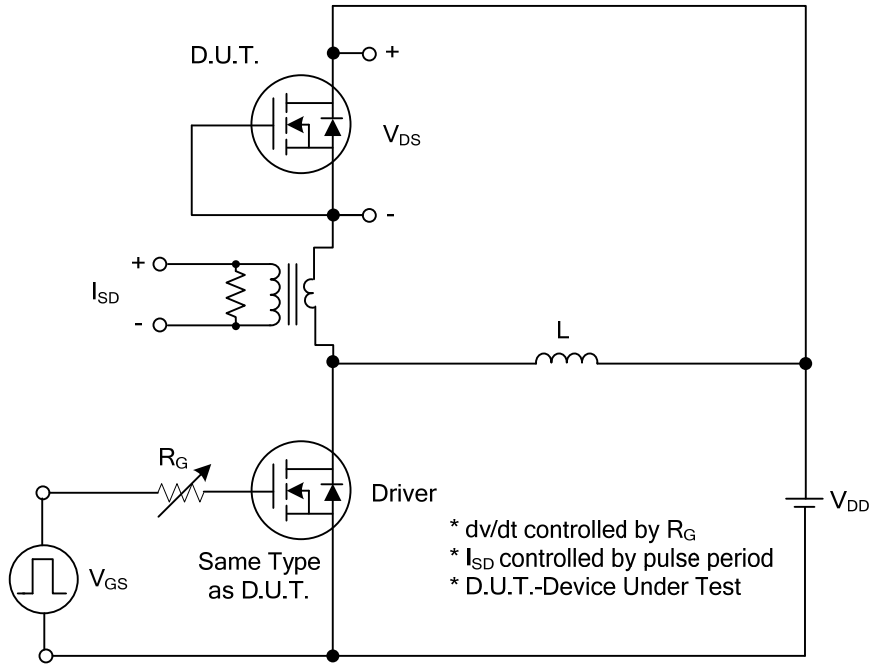 D.U.T.
+
VDS
-
+
ISD
-
L
RG
Driver
VDD
VGS
Same Type
as D.U.T.
* dv/dt controlled by RG
* ISD controlled by pulse period
* D.U.T.-Device Under Test